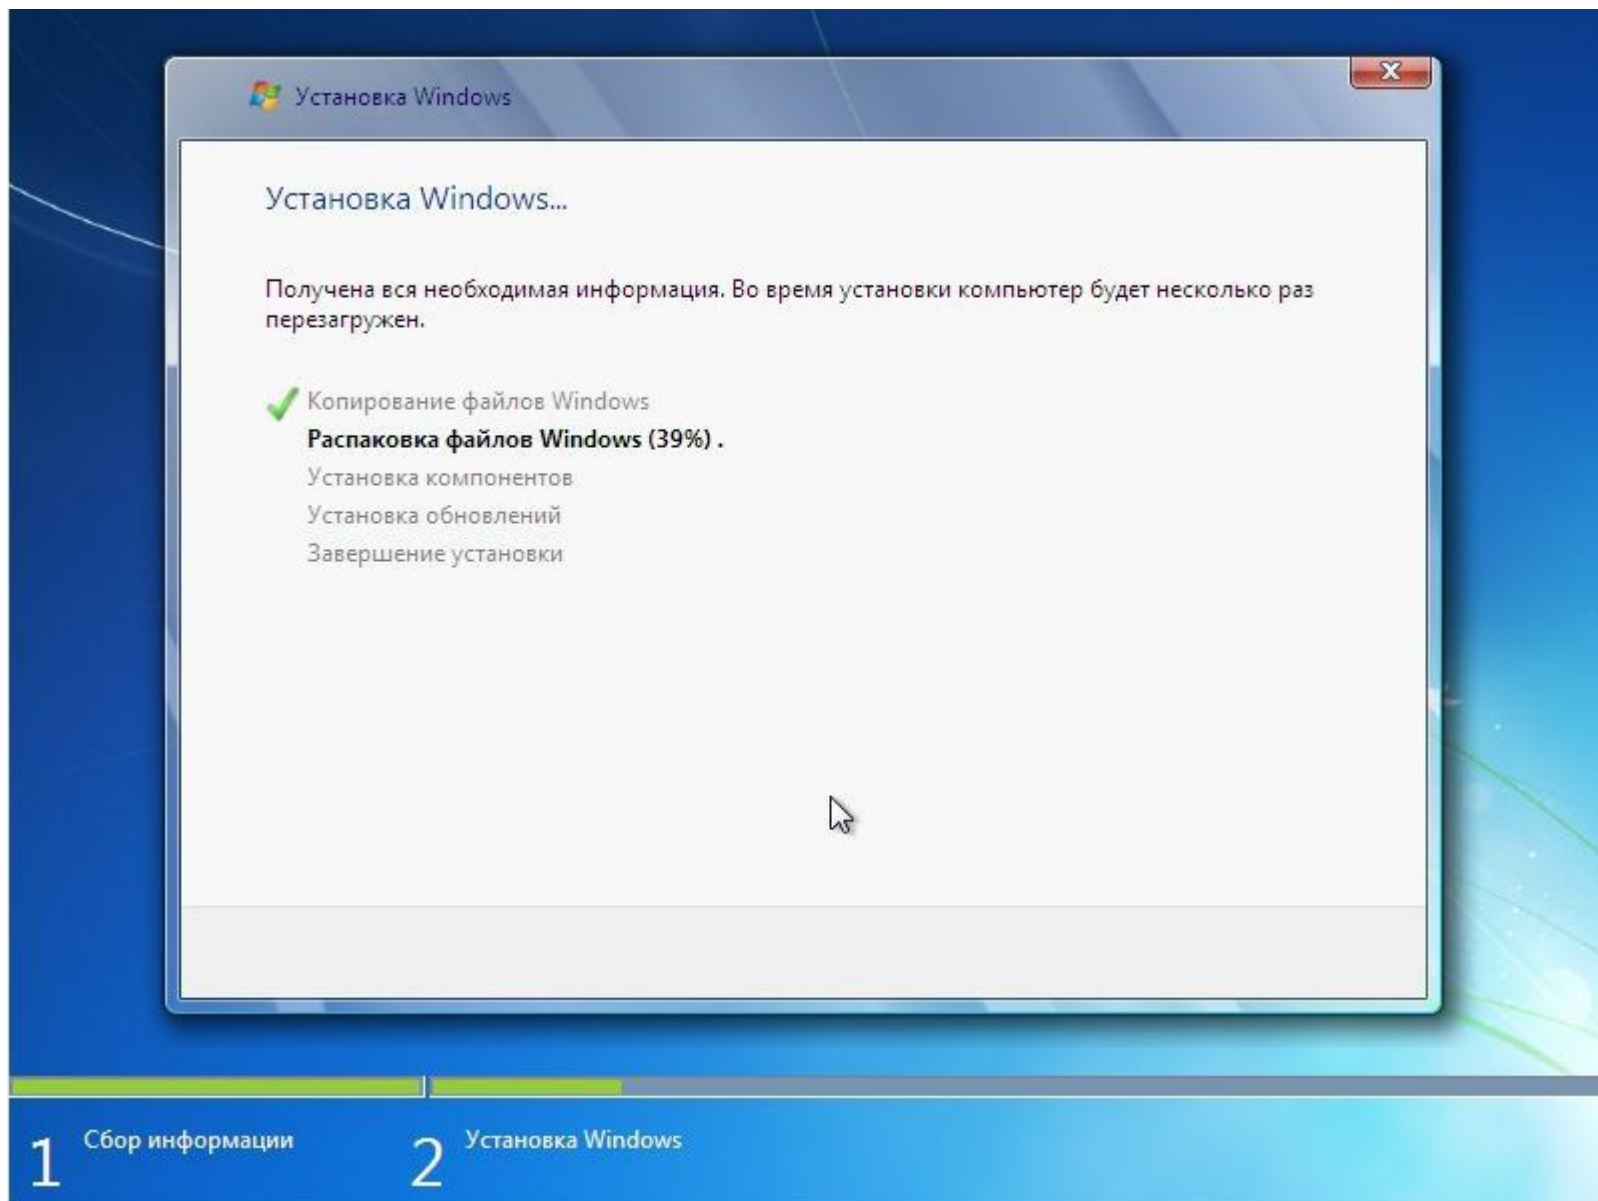 Установка Windows
Установка Windows...
Получена вся необходимая информация. Во время установки компьютер будет несколько раз
перезагружен.
Копирование файлов Windows
Распаковка файлов Windows (39%) .
Установка компонентов
Установка обновлений
Завершение установки
1 Сбор информации
2 Установка Windows